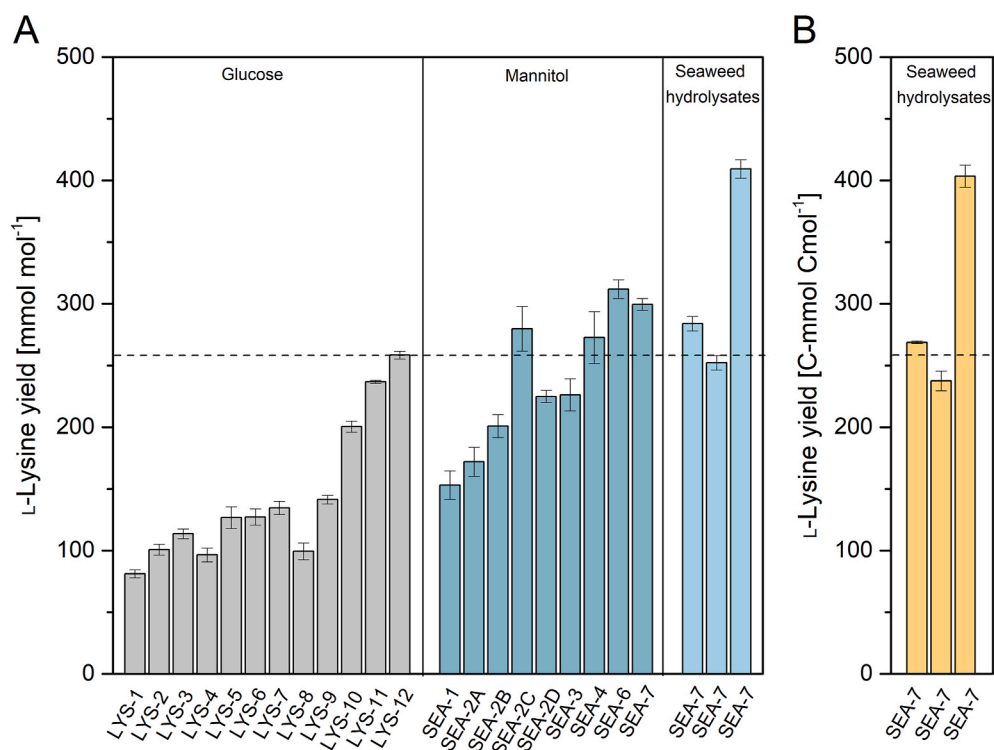 A
L-Lysine yield [mmol mol⁻¹]
500
400
300
200
100
0
Glucose
Mannitol
Seaweed
hydrolysates
LYS-1
LYS-2
LYS-3
LYS-4
LYS-5
LYS-6
LYS-7
LYS-8
LYS-9
LYS-10
LYS-11
LYS-12
SEA-1
SEA-2A
SEA-2B
SEA-2C
SEA-2D
SEA-3
SEA-4
SEA-6
SEA-7
SEA-7
SEA-7
SEA-7
B
L-Lysine yield [C-mmol Cmol⁻¹]
500
400
300
200
100
0
Seaweed
hydrolysates
SEA-7
SEA-7
SEA-7